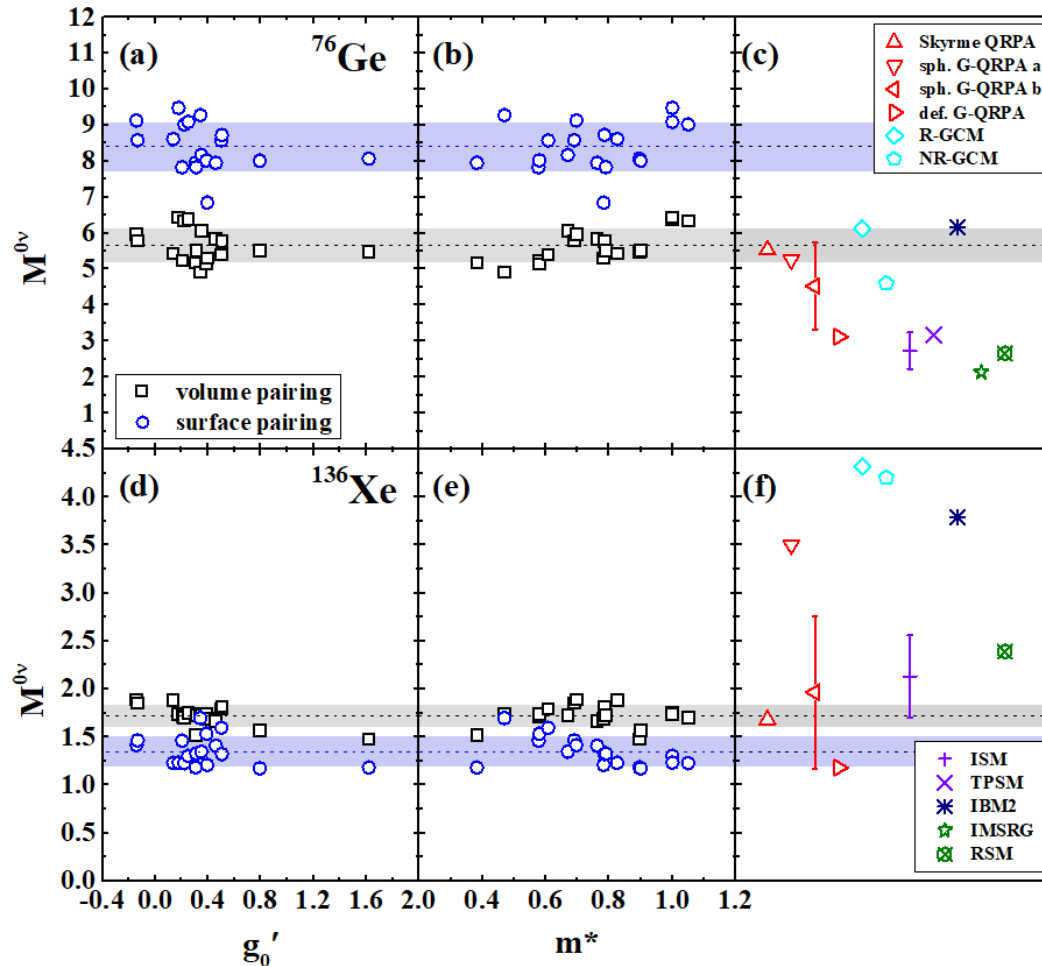 12
11
10
9
8
7
6
5
4
3
2
1
4.5
M⁰ᵛ
(a) ⁷⁶Ge
(b)
(c)
Skyrme QRPA
sph. G-QRPA a
sph. G-QRPA b
def. G-QRPA
R-GCM
NR-GCM
volume pairing
surface pairing
4.0
3.5
3.0
2.5
2.0
1.5
1.0
0.5
0.0
M⁰ᵛ
(d) ¹³⁶Xe
(e)
(f)
ISM
TPSM
IBM2
IMSRG
RSM
-0.4 0.0 0.4 0.8 1.2 1.6 2.0 0.4 0.6 0.8 1.0 1.2
g₀′ m*